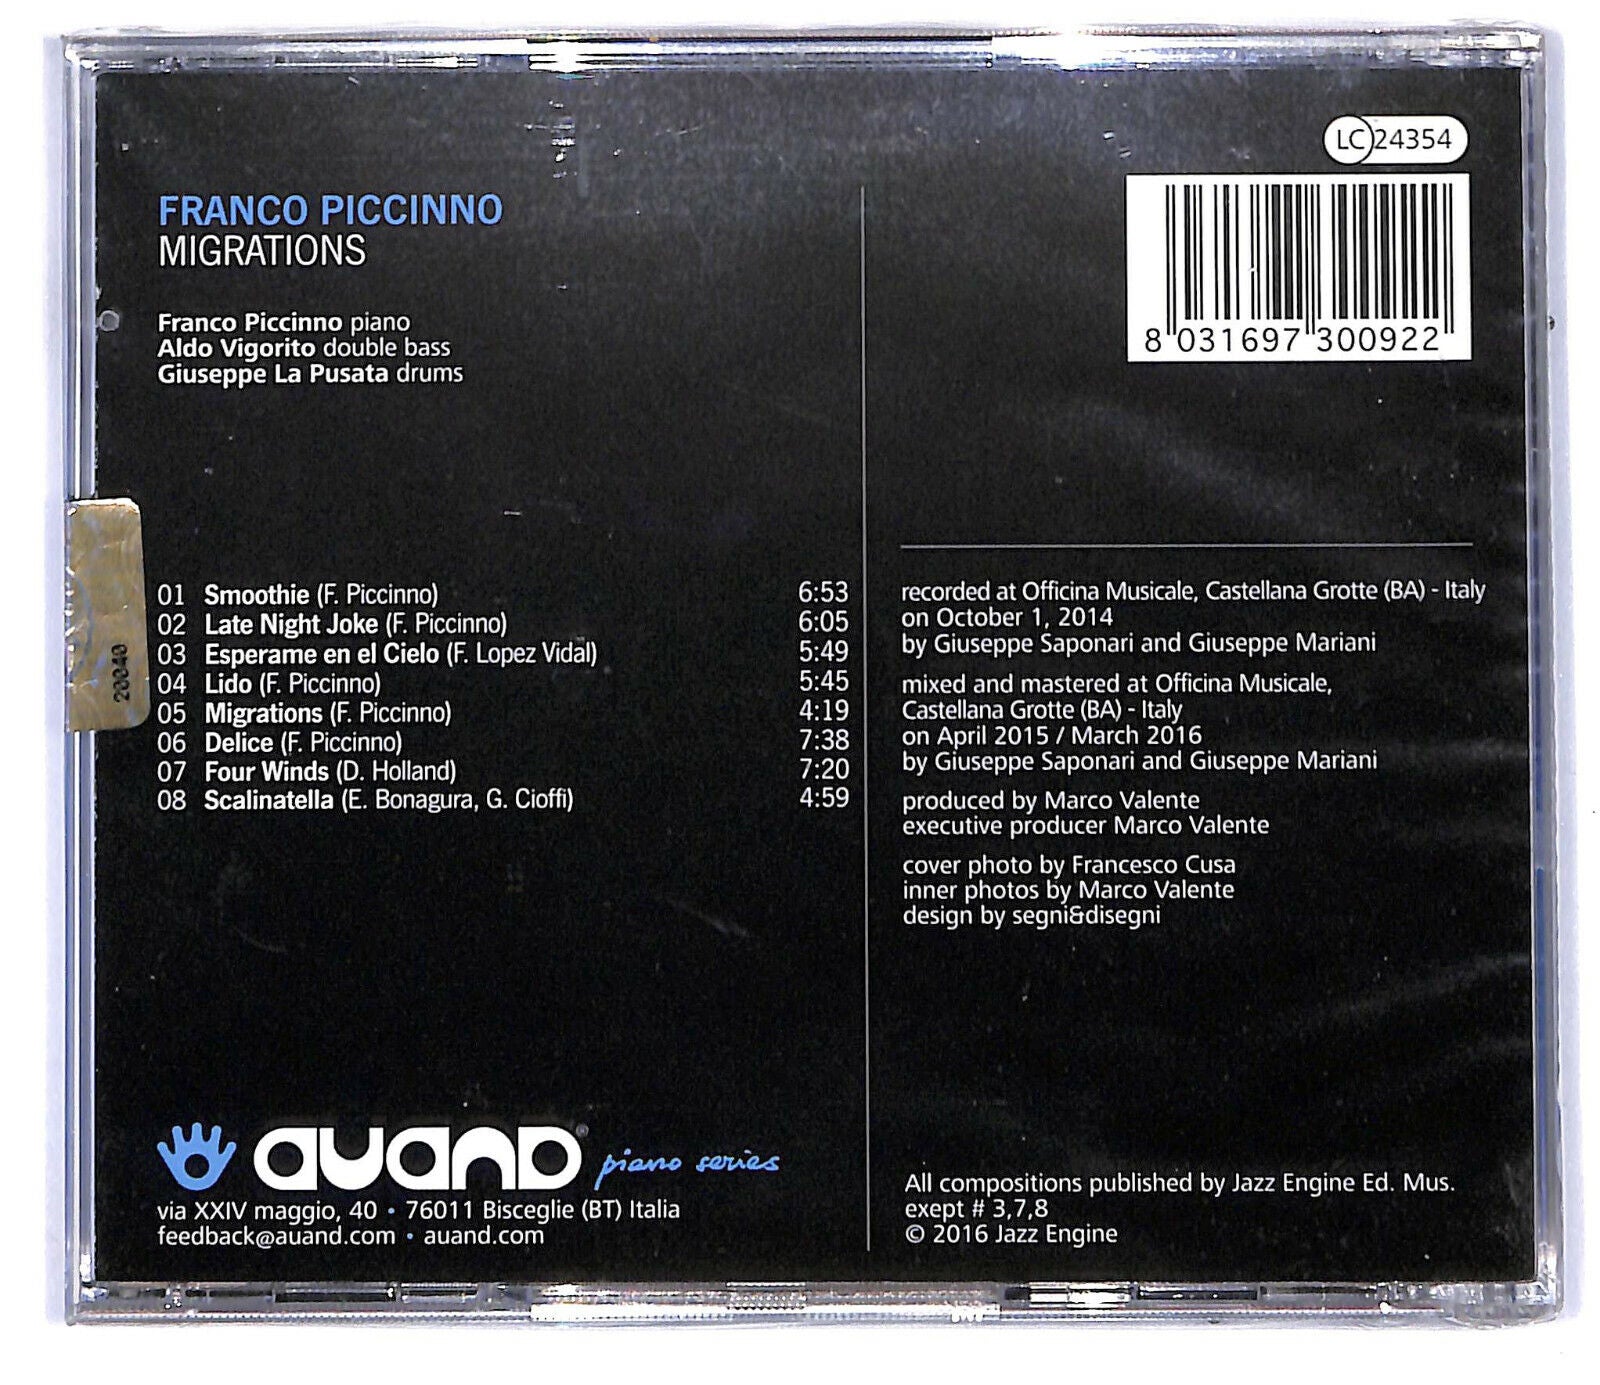 LC 24354
8 031697 300922
FRANCO PICCINNO
MIGRATIONS
Franco Piccinno piano
Aldo Vigorito double bass
Giuseppe La Pusata drums
20040
01 Smoothie (F. Piccinno) 6:53
02 Late Night Joke (F. Piccinno) 6:05
03 Esperame en el Cielo (F. Lopez Vidal) 5:49
04 Lido (F. Piccinno) 5:45
05 Migrations (F. Piccinno) 4:19
06 Delice (F. Piccinno) 7:38
07 Four Winds (D. Holland) 7:20
08 Scalinatella (E. Bonagura, G. Cioffi) 4:59
recorded at Officina Musicale, Castellana Grotte (BA) - Italy
on October 1, 2014
by Giuseppe Saponari and Giuseppe Mariani
mixed and mastered at Officina Musicale,
Castellana Grotte (BA) - Italy
on April 2015 / March 2016
by Giuseppe Saponari and Giuseppe Mariani
produced by Marco Valente
executive producer Marco Valente
cover photo by Francesco Cusa
inner photos by Marco Valente
design by segni&disegni
AUAND® piano series
via XXIV maggio, 40 • 76011 Bisceglie (BT) Italia
feedback@auand.com • auand.com
All compositions published by Jazz Engine Ed. Mus.
exept # 3,7,8
© 2016 Jazz Engine